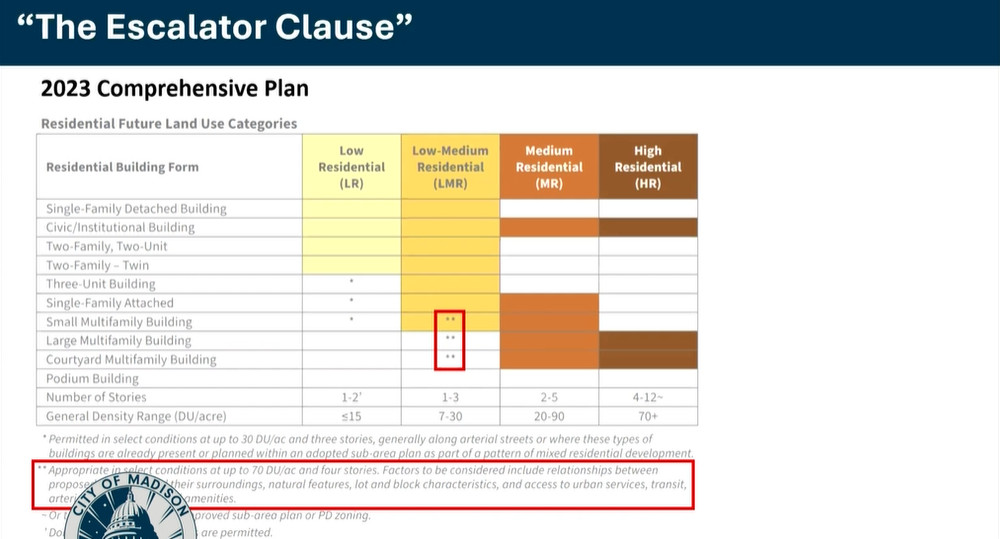 “The Escalator Clause”
2023 Comprehensive Plan
Residential Future Land Use Categories
Residential Building Form
Low Residential (LR)
Low-Medium Residential (LMR)
Medium Residential (MR)
High Residential (HR)
Single-Family Detached Building
Civic/Institutional Building
Two-Family, Two-Unit
Two-Family – Twin
Three-Unit Building *
Single-Family Attached *
Small Multifamily Building * **
Large Multifamily Building **
Courtyard Multifamily Building **
Podium Building
Number of Stories 1-2' 1-3 2-5 4-12~
General Density Range (DU/acre) ≤15 7-30 20-90 70+
* Permitted in select conditions at up to 30 DU/ac and three stories, generally along arterial streets or where these types of
buildings are already present or planned within an adopted sub-area plan as part of a pattern of mixed residential development.
** Appropriate in select conditions at up to 70 DU/ac and four stories. Factors to be considered include relationships between
their surroundings, natural features, lot and block characteristics, and access to urban services, transit,
amenities.
~ Or sub-area plan or PD zoning.
' are permitted.
CITY OF MADISON